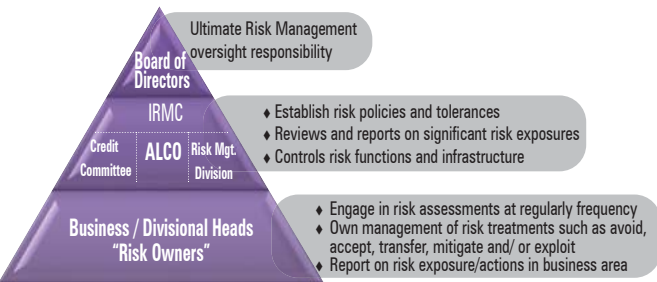 Ultimate Risk Management
oversight responsibility
Board of
Directors
IRMC
Credit
Committee
ALCO
Risk Mgt.
Division
♦ Establish risk policies and tolerances
♦ Reviews and reports on significant risk exposures
♦ Controls risk functions and infrastructure
Business / Divisional Heads
“Risk Owners”
♦ Engage in risk assessments at regularly frequency
♦ Own management of risk treatments such as avoid,
accept, transfer, mitigate and/ or exploit
♦ Report on risk exposure/actions in business area